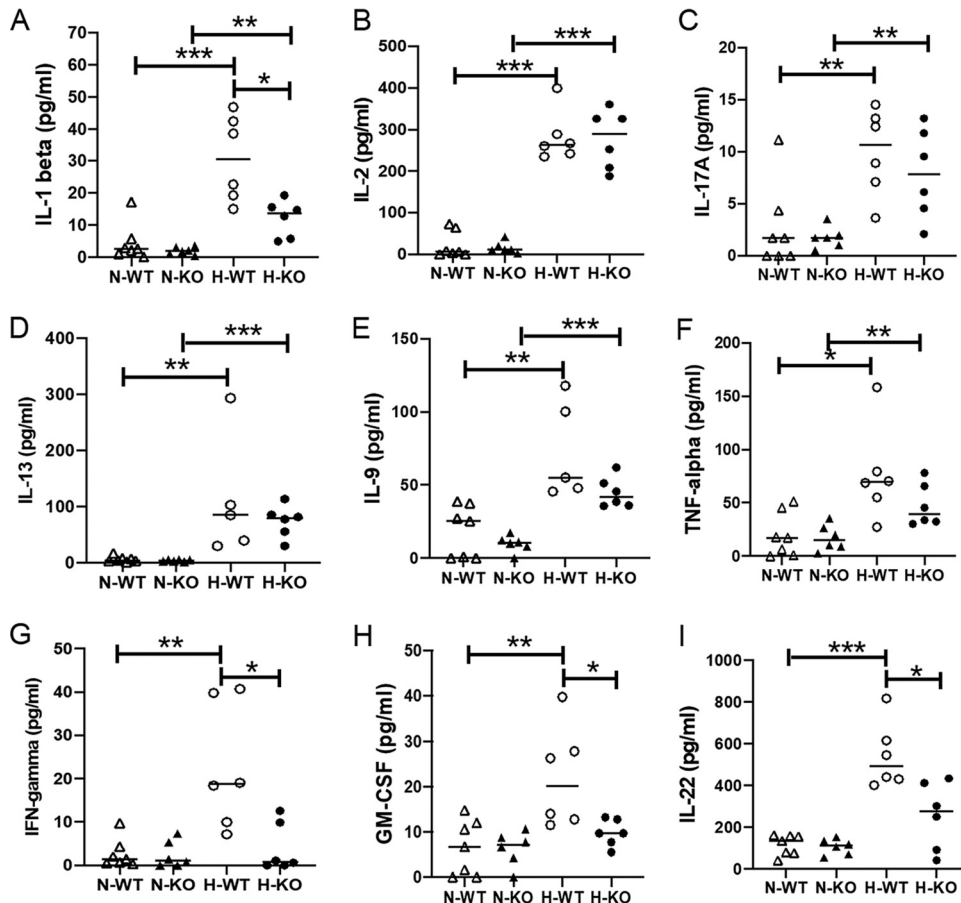 A
IL-1 beta (pg/ml)
70
60
50
40
30
20
10
0
**
***
*
N-WT N-KO H-WT H-KO
B
IL-2 (pg/ml)
500
400
300
200
100
0
***
***
N-WT N-KO H-WT H-KO
C
IL-17A (pg/ml)
20
15
10
5
0
**
**
N-WT N-KO H-WT H-KO
D
IL-13 (pg/ml)
400
300
200
100
0
***
**
N-WT N-KO H-WT H-KO
E
IL-9 (pg/ml)
150
100
50
0
***
**
N-WT N-KO H-WT H-KO
F
TNF-alpha (pg/ml)
200
150
100
50
0
**
*
N-WT N-KO H-WT H-KO
G
IFN-gamma (pg/ml)
50
40
30
20
10
0
**
*
N-WT N-KO H-WT H-KO
H
GM-CSF (pg/ml)
50
40
30
20
10
0
**
*
N-WT N-KO H-WT H-KO
I
IL-22 (pg/ml)
1000
800
600
400
200
0
***
*
N-WT N-KO H-WT H-KO